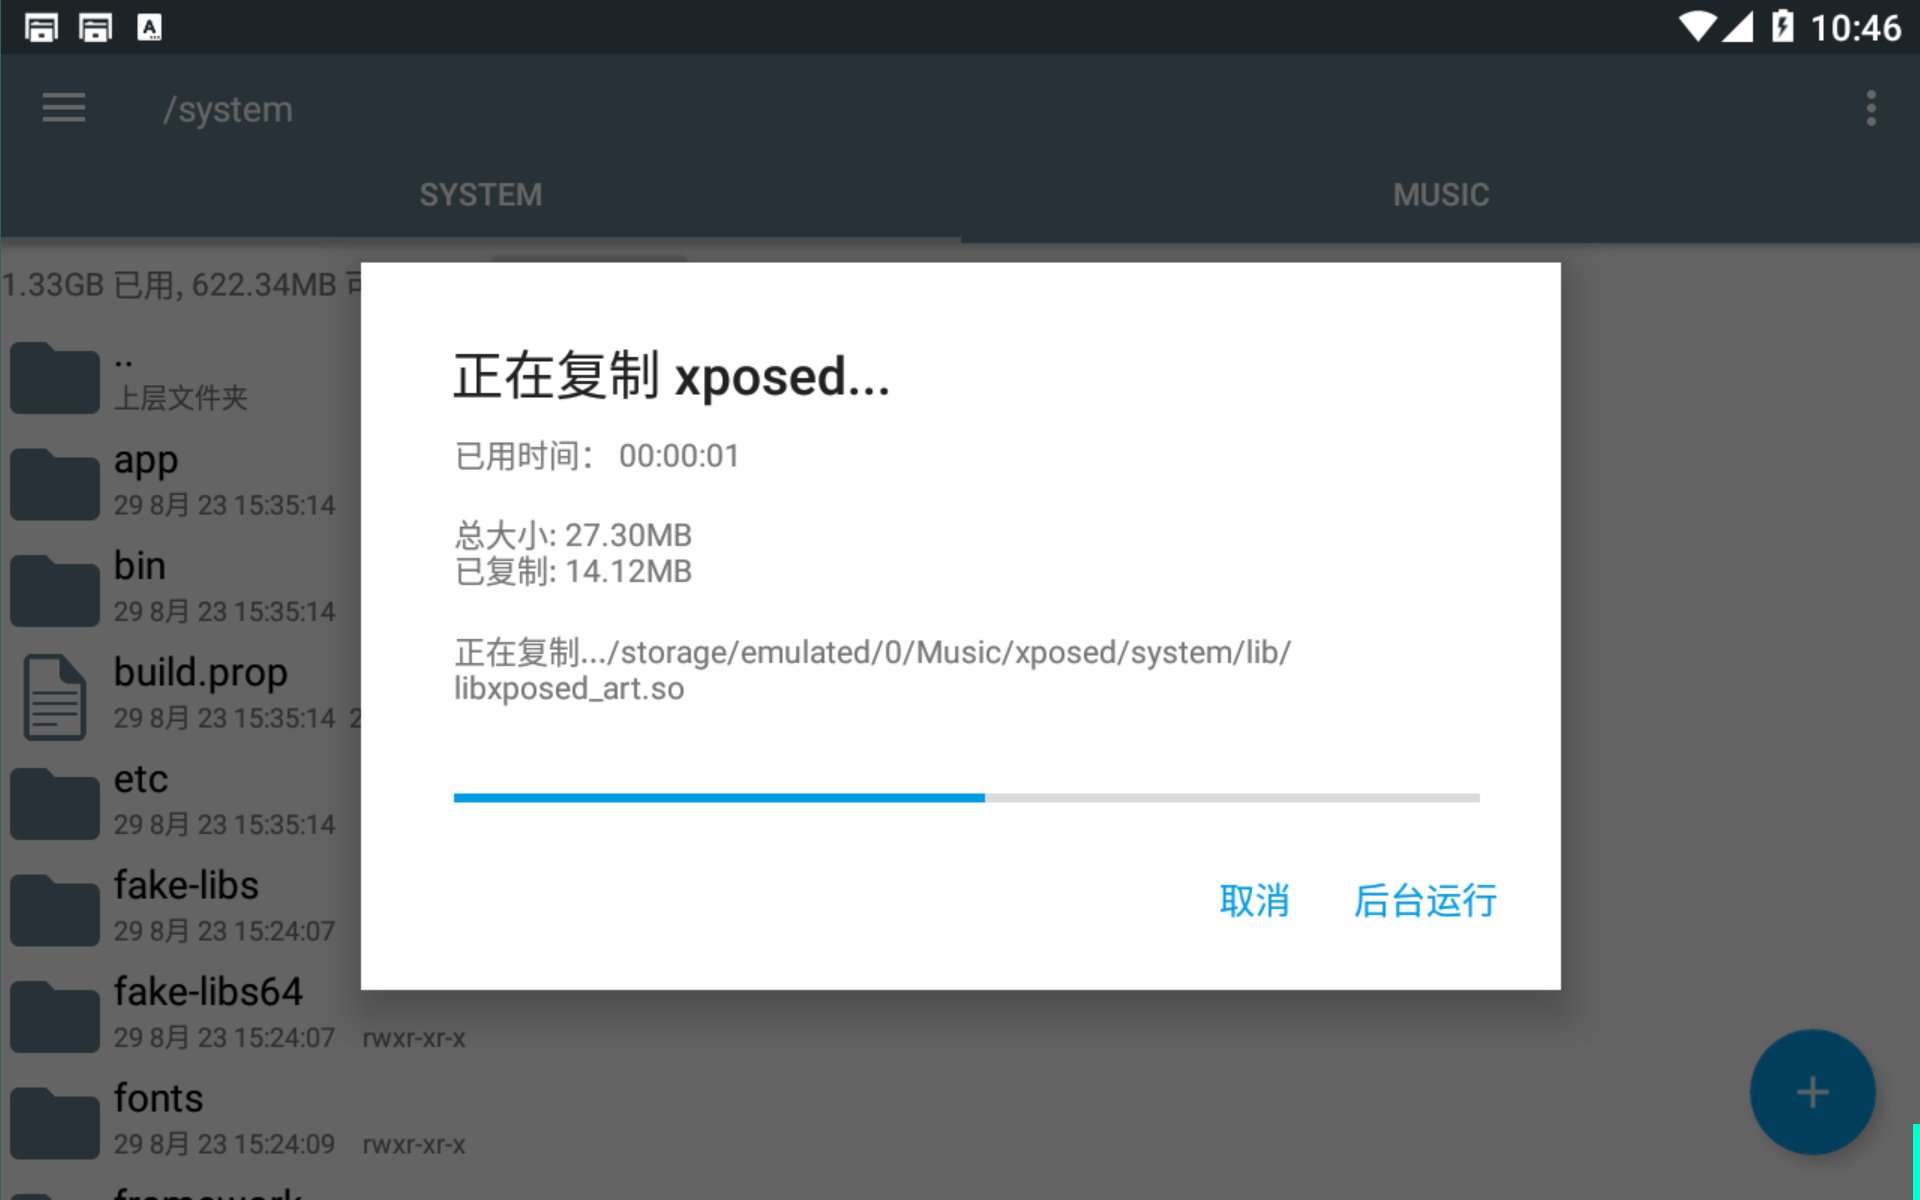 10:46
/system
SYSTEM
MUSIC
1.33GB 已用, 622.34MB
..
上层文件夹
app
29 8月 23 15:35:14
bin
29 8月 23 15:35:14
build.prop
29 8月 23 15:35:14 2
etc
29 8月 23 15:35:14
fake-libs
29 8月 23 15:24:07
fake-libs64
29 8月 23 15:24:07 rwxr-xr-x
fonts
29 8月 23 15:24:09 rwxr-xr-x
framework
正在复制 xposed...
已用时间： 00:00:01
总大小: 27.30MB
已复制: 14.12MB
正在复制.../storage/emulated/0/Music/xposed/system/lib/
libxposed_art.so
取消
后台运行